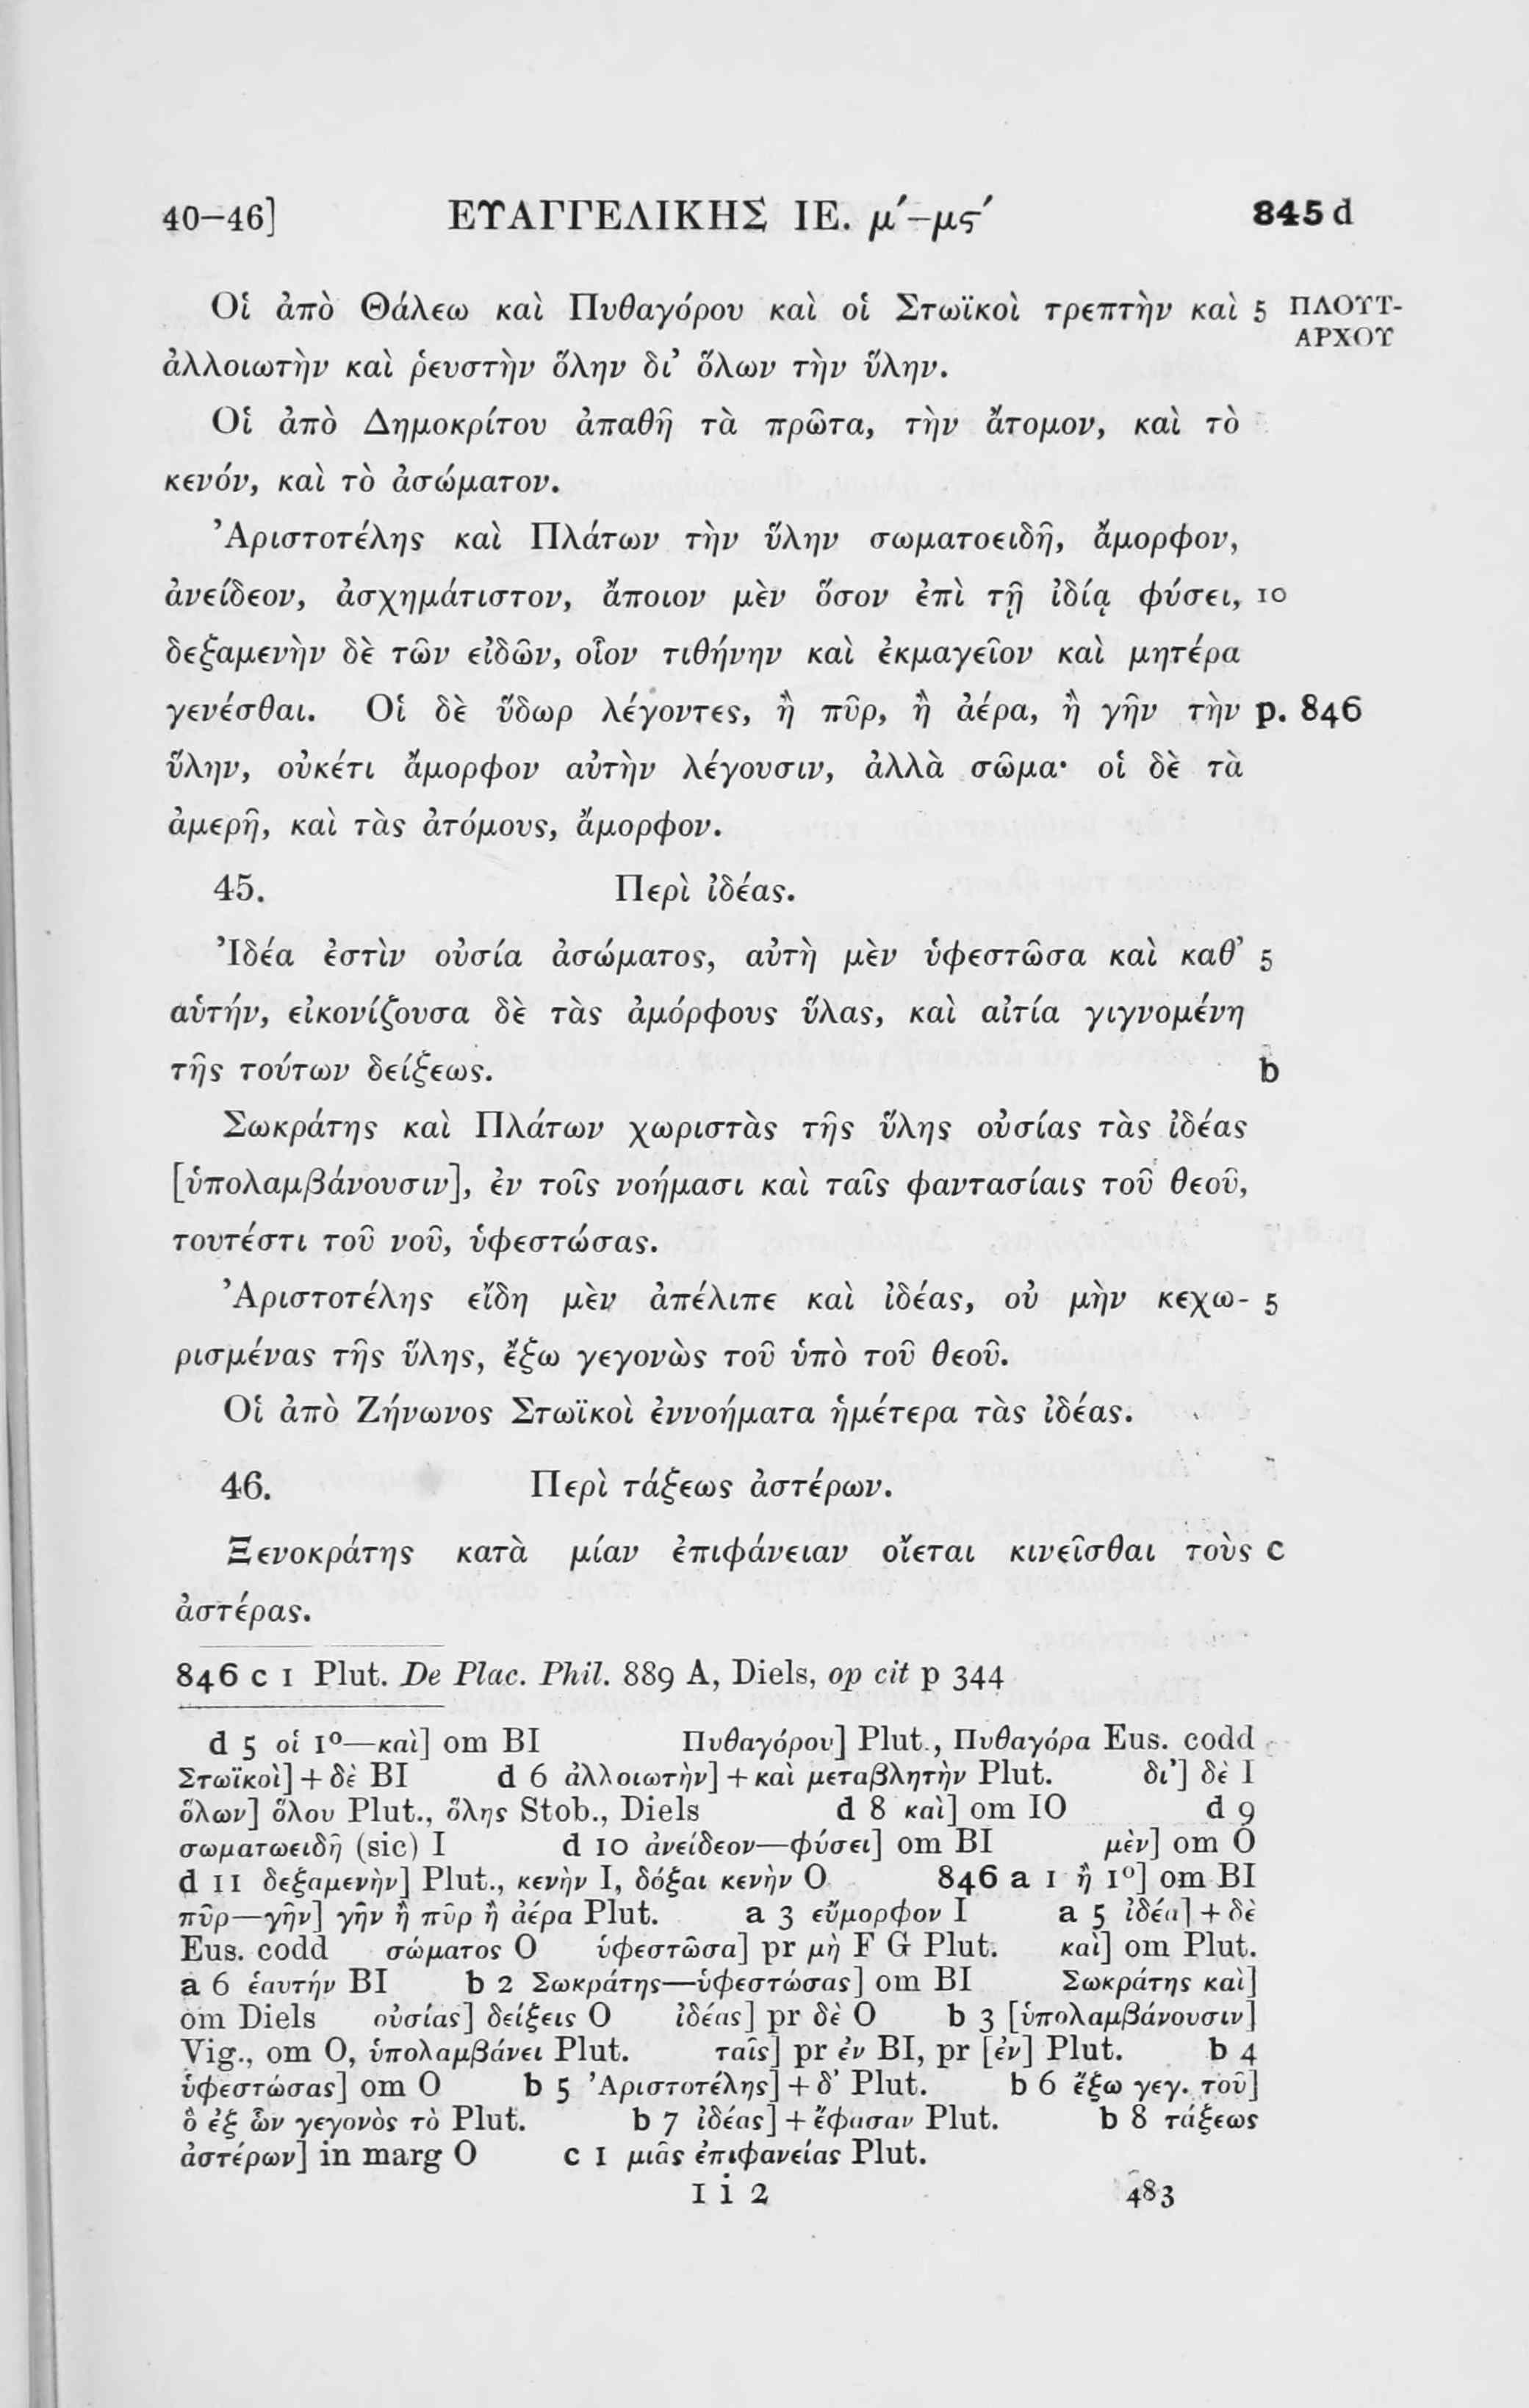 40–46] ΕΥΑΓΓΕΛΙΚΗΣ ΙΕ. μ´–μϛ´ 845 d
Οἱ ἀπὸ Θάλεω καὶ Πυθαγόρου καὶ οἱ Στωϊκοὶ τρεπτὴν καὶ 5 ΠΛΟΥΤ-
ΑΡΧΟΥ
ἀλλοιωτὴν καὶ ῥευστὴν ὅλην δι’ ὅλων τὴν ὕλην.
Οἱ ἀπὸ Δημοκρίτου ἀπαθῆ τὰ πρῶτα, τὴν ἄτομον, καὶ τὸ
κενόν, καὶ τὸ ἀσώματον.
Ἀριστοτέλης καὶ Πλάτων τὴν ὕλην σωματοειδῆ, ἄμορφον,
ἀνείδεον, ἀσχημάτιστον, ἄποιον μὲν ὅσον ἐπὶ τῇ ἰδίᾳ φύσει, 10
δεξαμενὴν δὲ τῶν εἰδῶν, οἷον τιθήνην καὶ ἐκμαγεῖον καὶ μητέρα
γενέσθαι. Οἱ δὲ ὕδωρ λέγοντες, ἢ πῦρ, ἢ ἀέρα, ἢ γῆν τὴν p. 846
ὕλην, οὐκέτι ἄμορφον αὐτὴν λέγουσιν, ἀλλὰ σῶμα· οἱ δὲ τὰ
ἀμερῆ, καὶ τὰς ἀτόμους, ἄμορφον.
45. Περὶ ἰδέας.
Ἰδέα ἐστὶν οὐσία ἀσώματος, αὐτὴ μὲν ὑφεστῶσα καὶ καθ’ 5
αὑτήν, εἰκονίζουσα δὲ τὰς ἀμόρφους ὕλας, καὶ αἰτία γιγνομένη
τῆς τούτων δείξεως. b
Σωκράτης καὶ Πλάτων χωριστὰς τῆς ὕλης οὐσίας τὰς ἰδέας
[ὑπολαμβάνουσιν], ἐν τοῖς νοήμασι καὶ ταῖς φαντασίαις τοῦ θεοῦ,
τουτέστι τοῦ νοῦ, ὑφεστώσας.
Ἀριστοτέλης εἴδη μὲν ἀπέλιπε καὶ ἰδέας, οὐ μὴν κεχω- 5
ρισμένας τῆς ὕλης, ἔξω γεγονὼς τοῦ ὑπὸ τοῦ θεοῦ.
Οἱ ἀπὸ Ζήνωνος Στωϊκοὶ ἐννοήματα ἡμέτερα τὰς ἰδέας.
46. Περὶ τάξεως ἀστέρων.
Ξενοκράτης κατὰ μίαν ἐπιφάνειαν οἴεται κινεῖσθαι τοὺς c
ἀστέρας.
846 c 1 Plut. De Plac. Phil. 889 A, Diels, op cit p 344
d 5 οἱ 1⁰—καὶ] om BI Πυθαγόρου] Plut., Πυθαγόρα Eus. codd
Στωϊκοὶ] + δὲ BI d 6 ἀλλοιωτὴν] + καὶ μεταβλητὴν Plut. δι’] δὲ I
ὅλων] ὅλου Plut., ὅλης Stob., Diels d 8 καὶ] om IO d 9
σωματωειδῆ (sic) I d 10 ἀνείδεον—φύσει] om BI μὲν] om O
d 11 δεξαμενὴν] Plut., κενὴν I, δόξαι κενὴν O 846 a 1 ἢ 1⁰] om BI
πῦρ—γῆν] γῆν ἢ πῦρ ἢ ἀέρα Plut. a 3 εὔμορφον I a 5 ἰδέα] + δὲ
Eus. codd σώματος O ὑφεστῶσα] pr μὴ F G Plut. καὶ] om Plut.
a 6 ἑαυτήν BI b 2 Σωκράτης—ὑφεστώσας] om BI Σωκράτης καὶ]
om Diels οὐσίας] δείξεις O ἰδέας] pr δὲ O b 3 [ὑπολαμβάνουσιν]
Vig., om O, ὑπολαμβάνει Plut. ταῖς] pr ἐν BI, pr [ἐν] Plut. b 4
ὑφεστώσας] om O b 5 Ἀριστοτέλης] + δ’ Plut. b 6 ἔξω γεγ. τοῦ]
ὃ ἐξ ὧν γεγονὸς τὸ Plut. b 7 ἰδέας] + ἔφασαν Plut. b 8 τάξεως
ἀστέρων] in marg O c 1 μιᾶς ἐπιφανείας Plut.
I i 2 483